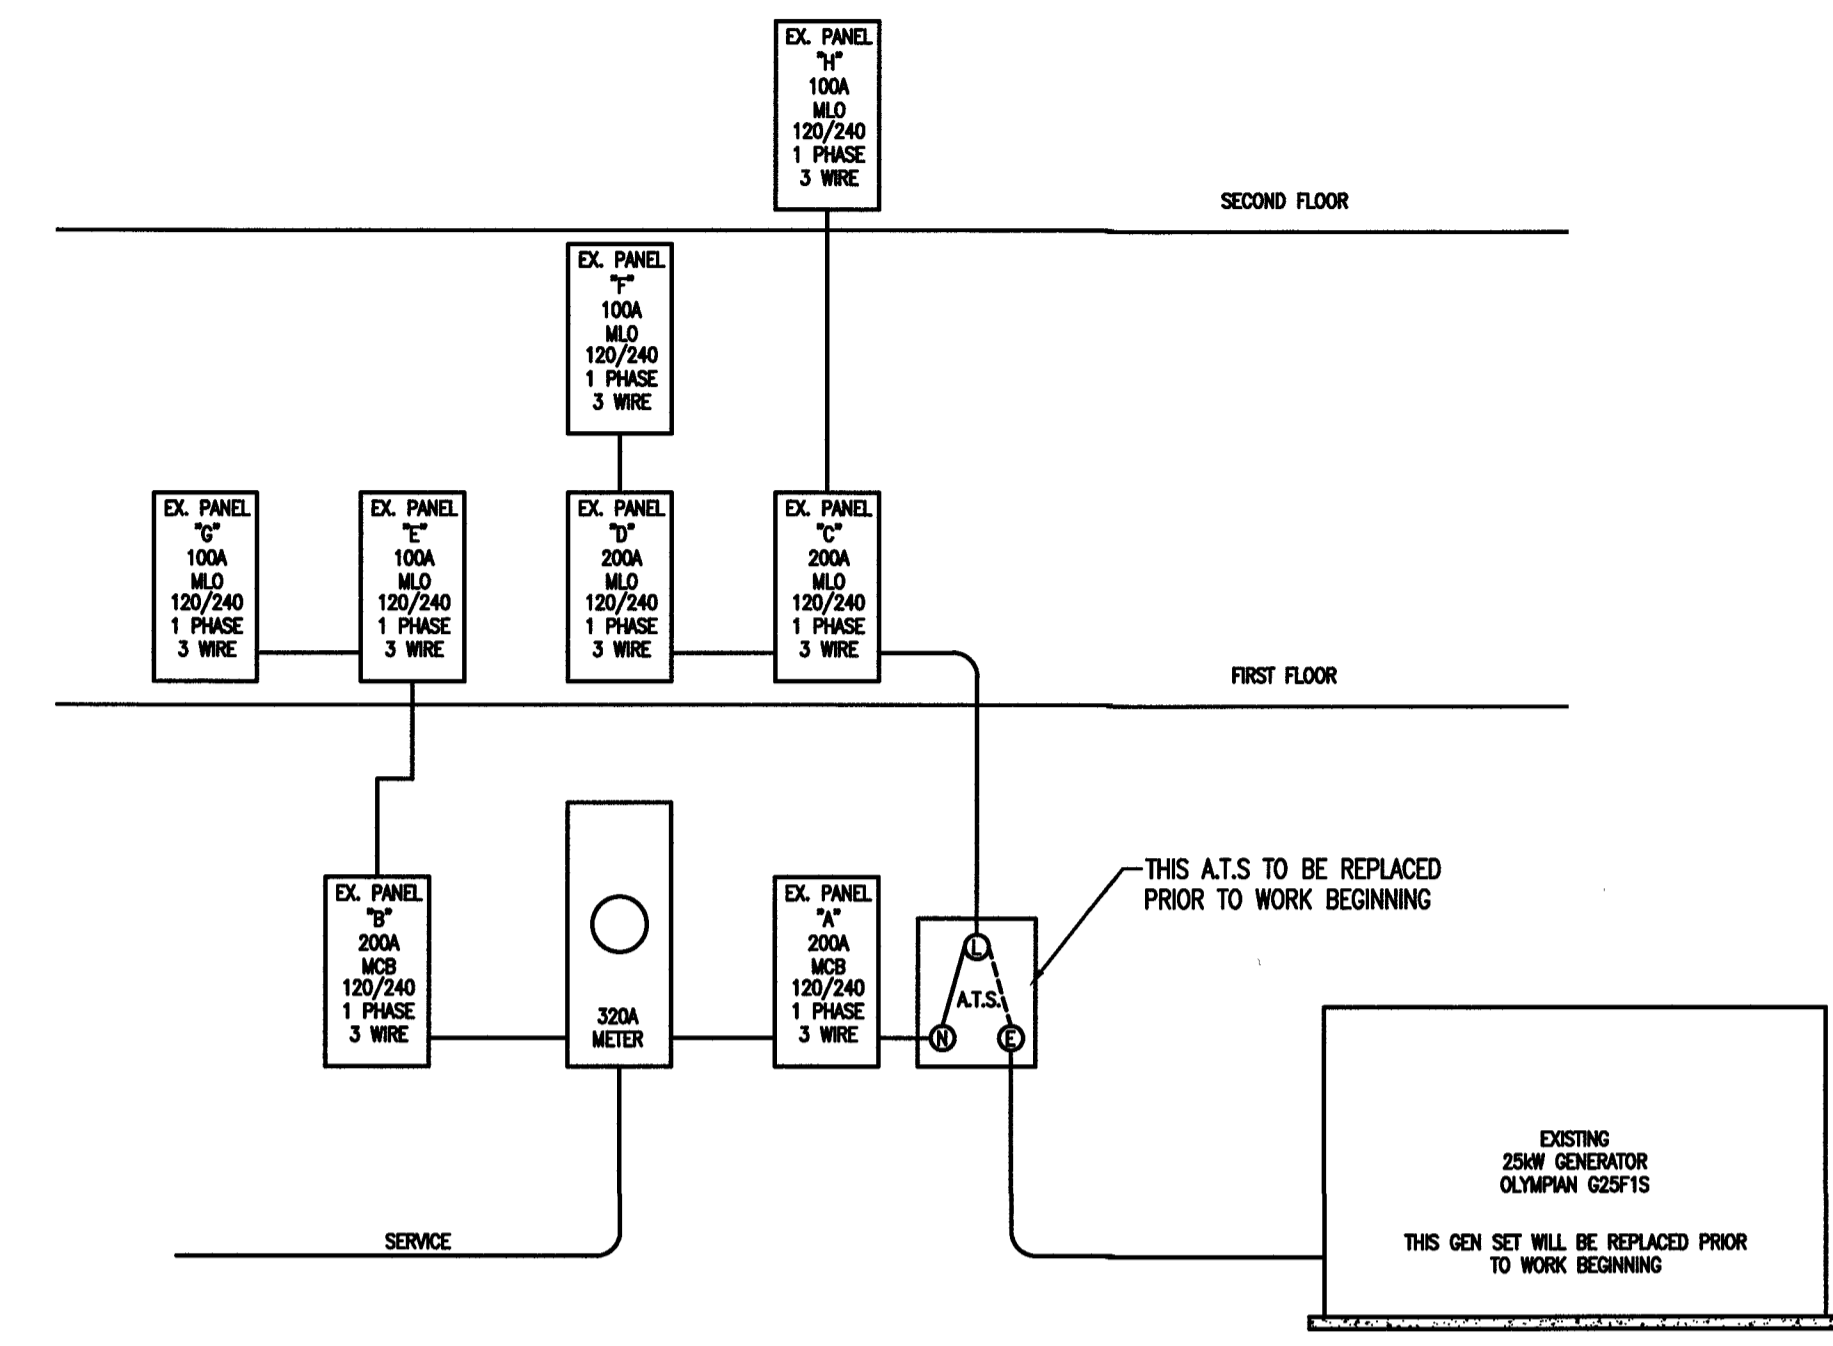 EX. PANEL
"H"
100A
MLO
120/240
1 PHASE
3 WIRE
SECOND FLOOR
EX. PANEL
"F"
100A
MLO
120/240
1 PHASE
3 WIRE
EX. PANEL
"G"
100A
MLO
120/240
1 PHASE
3 WIRE
EX. PANEL
"E"
100A
MLO
120/240
1 PHASE
3 WIRE
EX. PANEL
"D"
200A
MLO
120/240
1 PHASE
3 WIRE
EX. PANEL
"C"
200A
MLO
120/240
1 PHASE
3 WIRE
FIRST FLOOR
EX. PANEL
"B"
200A
MCB
120/240
1 PHASE
3 WIRE
320A
METER
EX. PANEL
"A"
200A
MCB
120/240
1 PHASE
3 WIRE
L
A.T.S.
N
E
THIS A.T.S TO BE REPLACED
PRIOR TO WORK BEGINNING
EXISTING
25kW GENERATOR
OLYMPIAN G25F1S
THIS GEN SET WILL BE REPLACED PRIOR
TO WORK BEGINNING
SERVICE